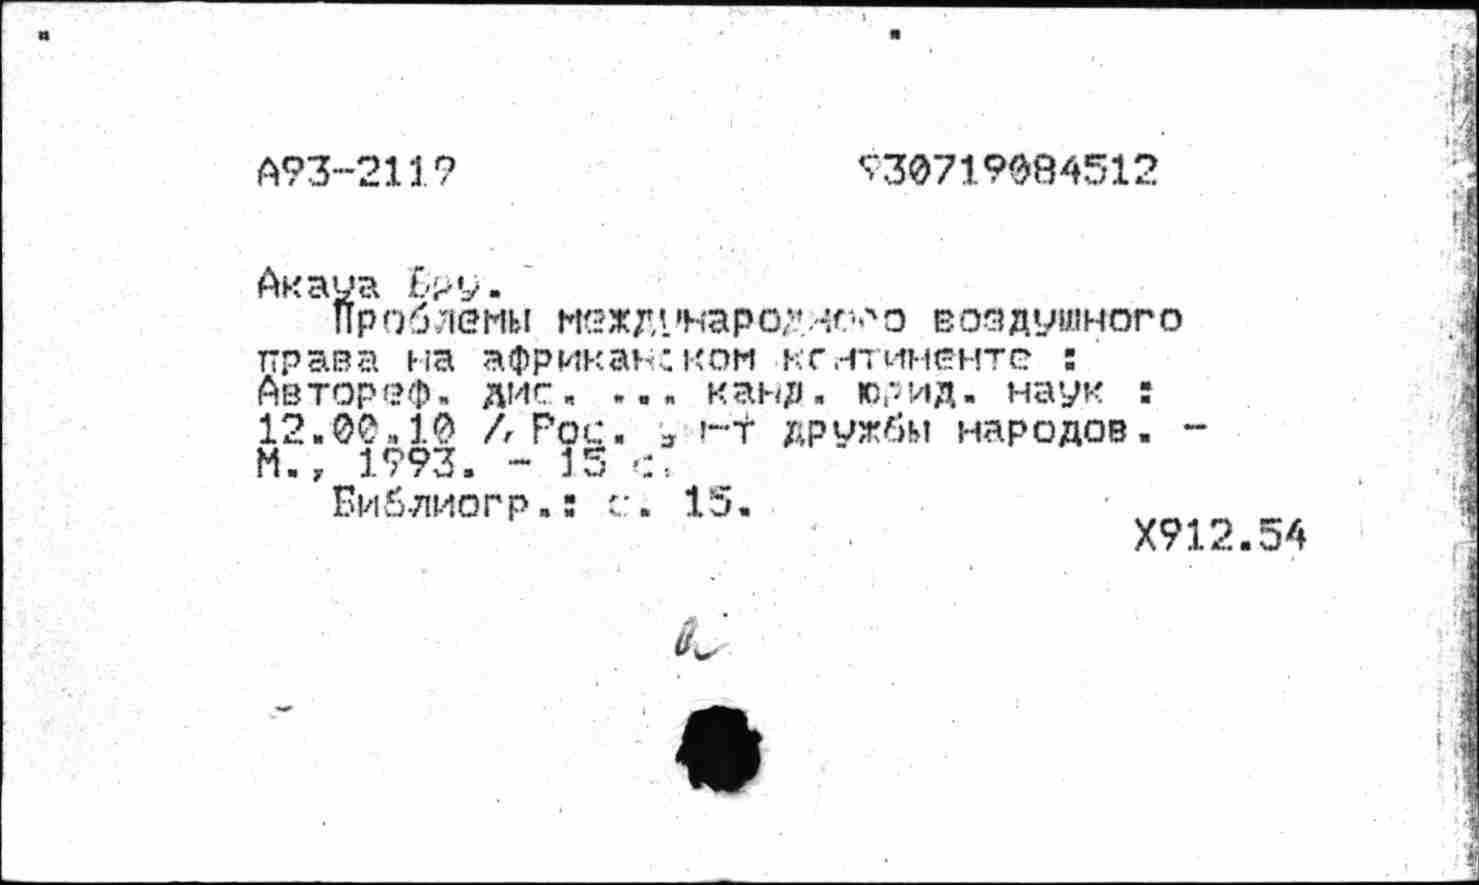 А93-2119 930719084512
Акауа Бру.
Проблемы международного воздушного
права на африканском континенте :
Автореф. дис. ... канд. юрид. наук :
12.00.10 / Рос. ун-т дружбы народов. -
М., 1993. - 15 с.
Библиогр.: с. 15.
Х912.54